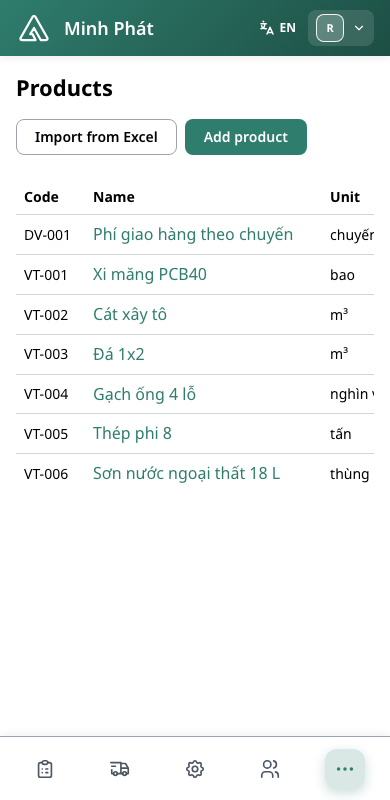 Minh Phát
EN
R
Products
Import from Excel
Add product
Code Name Unit
DV-001 Phí giao hàng theo chuyến chuyến
VT-001 Xi măng PCB40 bao
VT-002 Cát xây tô m³
VT-003 Đá 1x2 m³
VT-004 Gạch ống 4 lỗ nghìn
VT-005 Thép phi 8 tấn
VT-006 Sơn nước ngoại thất 18 L thùng